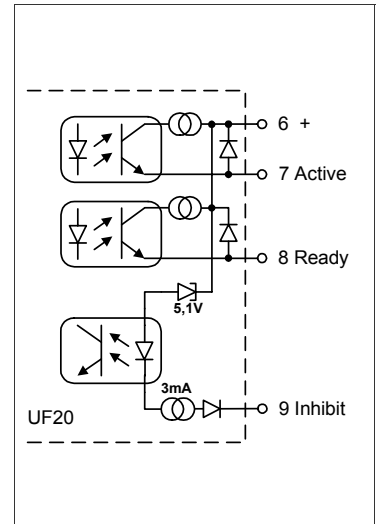 6 +
7 Active
8 Ready
5,1V
3mA
9 Inhibit
UF20